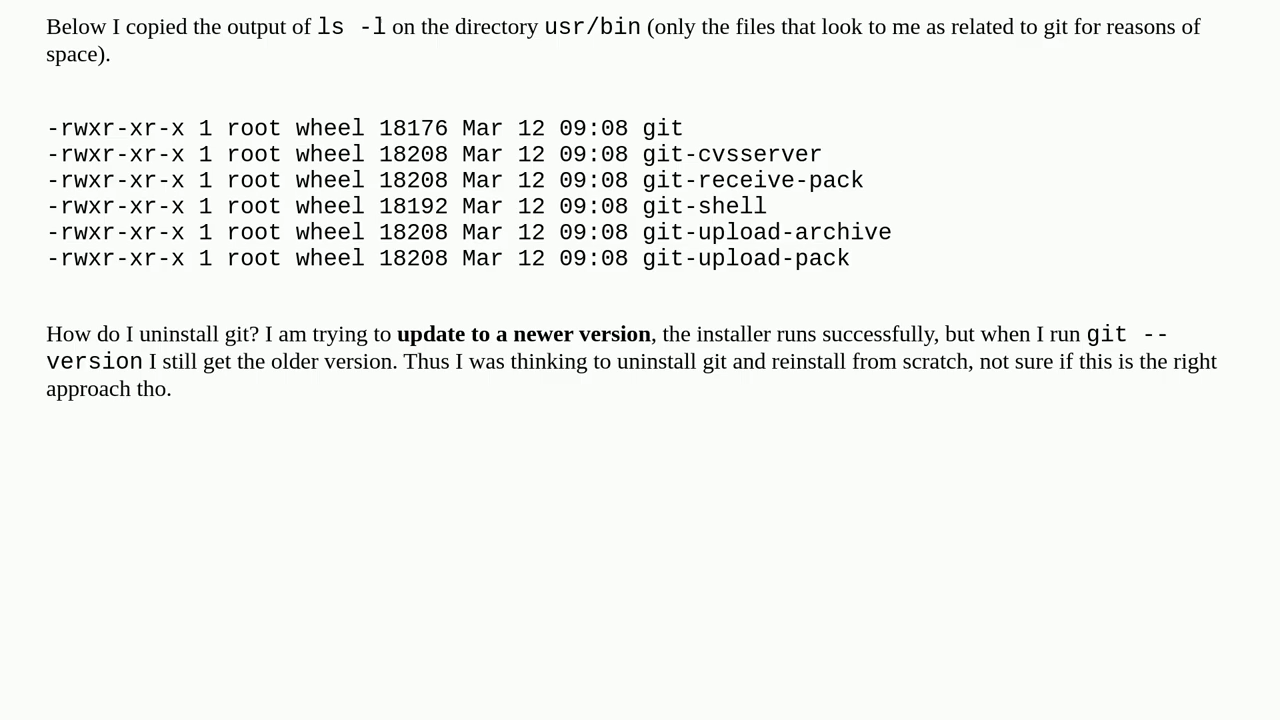 Below I copied the output of ls -l on the directory usr/bin (only the files that look to me as related to git for reasons of
space).
-rwxr-xr-x 1 root wheel 18176 Mar 12 09:08 git
-rwxr-xr-x 1 root wheel 18208 Mar 12 09:08 git-cvsserver
-rwxr-xr-x 1 root wheel 18208 Mar 12 09:08 git-receive-pack
-rwxr-xr-x 1 root wheel 18192 Mar 12 09:08 git-shell
-rwxr-xr-x 1 root wheel 18208 Mar 12 09:08 git-upload-archive
-rwxr-xr-x 1 root wheel 18208 Mar 12 09:08 git-upload-pack
How do I uninstall git? I am trying to update to a newer version, the installer runs successfully, but when I run git --
version I still get the older version. Thus I was thinking to uninstall git and reinstall from scratch, not sure if this is the right
approach tho.